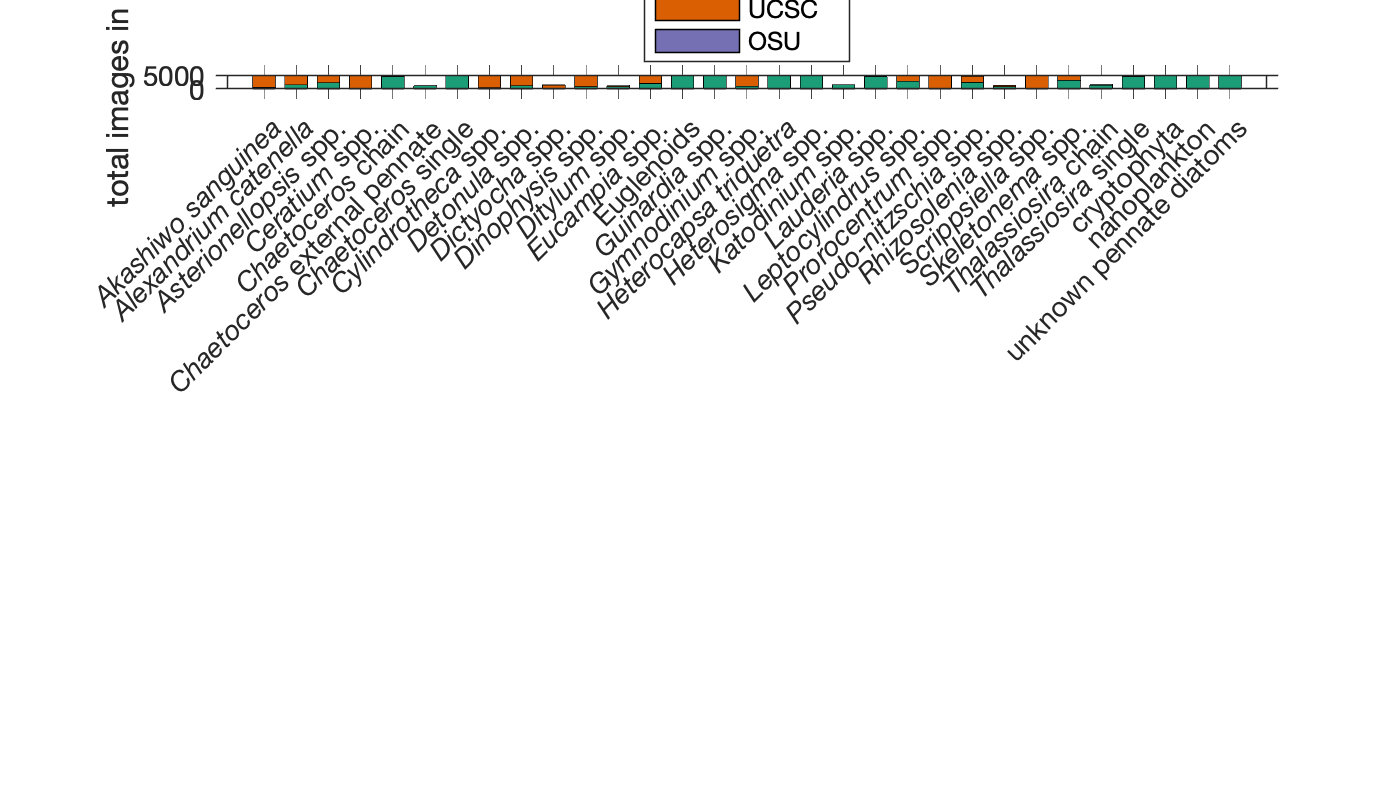 UCSC
OSU
total images in
5000
0
Akashiwo sanguinea
Alexandrium catenella
Asterionellopsis spp.
Ceratium spp.
Chaetoceros chain
Chaetoceros external pennate
Chaetoceros single
Cylindrotheca spp.
Detonula spp.
Dictyocha spp.
Dinophysis spp.
Ditylum spp.
Eucampia spp.
Euglenoids
Guinardia spp.
Gymnodinium spp.
Heterocapsa triquetra
Heterosigma spp.
Katodinium spp.
Lauderia spp.
Leptocylindrus spp.
Prorocentrum spp.
Pseudo-nitzschia spp.
Rhizosolenia spp.
Scrippsiella spp.
Skeletonema spp.
Thalassiosira chain
Thalassiosira single
cryptophyta
nanoplankton
unknown pennate diatoms